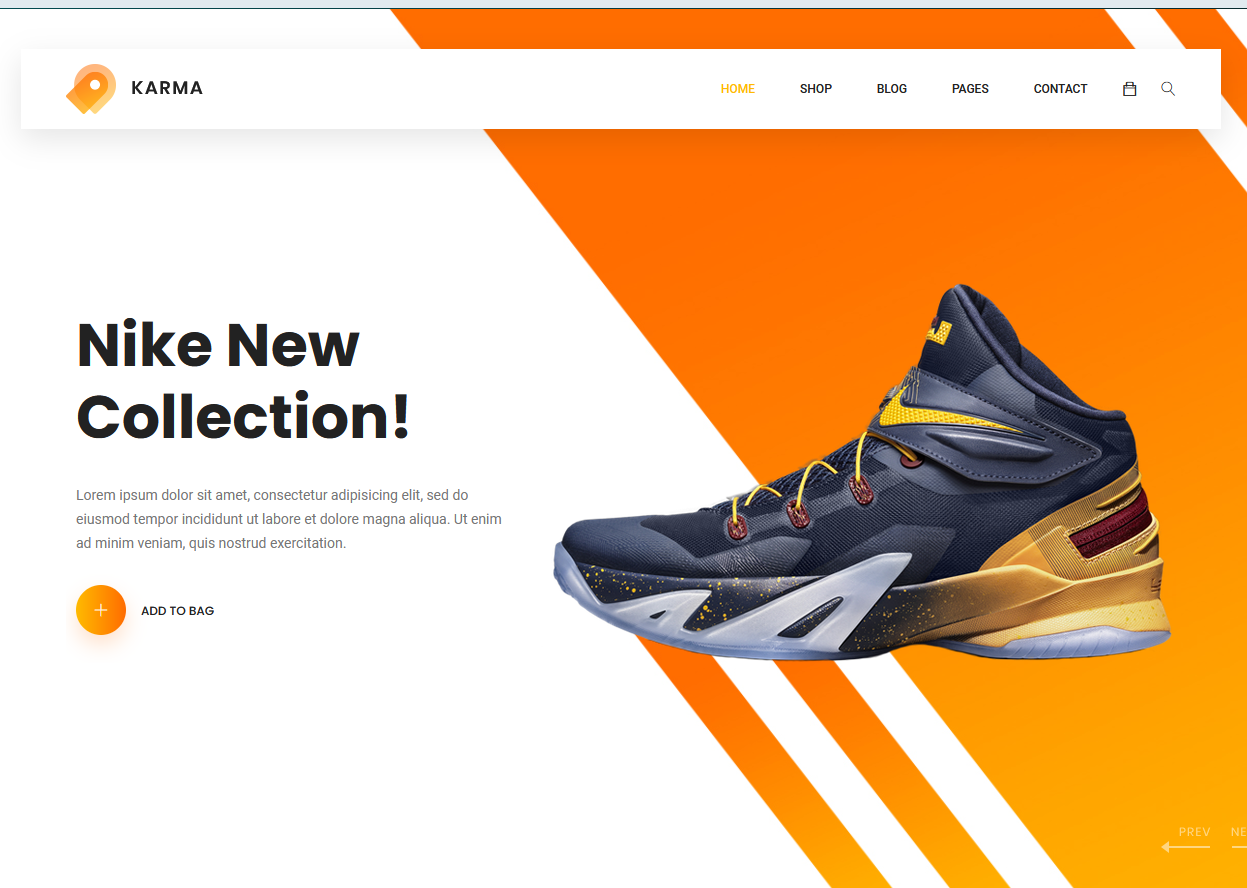 KARMA
HOME SHOP BLOG PAGES CONTACT
Nike New
Collection!
Lorem ipsum dolor sit amet, consectetur adipisicing elit, sed do
eiusmod tempor incididunt ut labore et dolore magna aliqua. Ut enim
ad minim veniam, quis nostrud exercitation.
ADD TO BAG
PREV NE